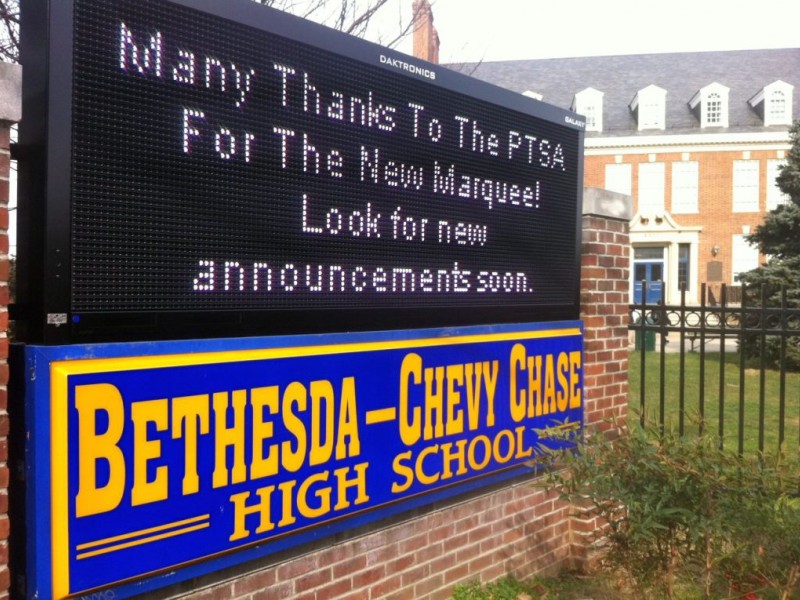 DAKTRONICS
GALAXY
Many Thanks To The PTSA
For The New Marquee!
Look for new
announcements soon.
BETHESDA-CHEVY CHASE
HIGH SCHOOL